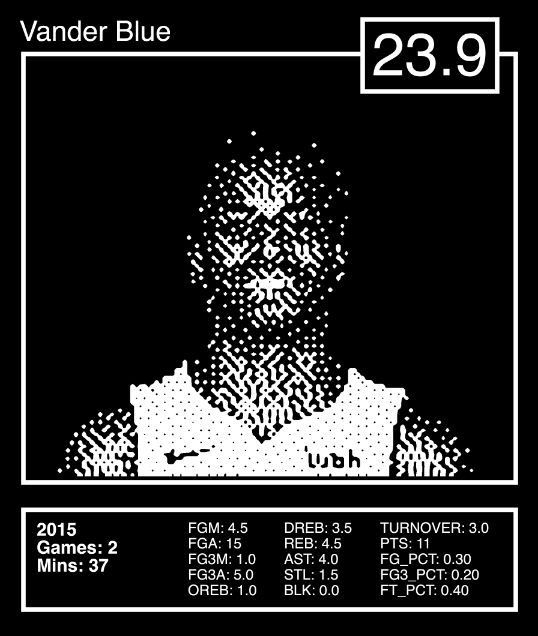 Vander Blue
23.9
2015
Games: 2
Mins: 37
FGM: 4.5
FGA: 15
FG3M: 1.0
FG3A: 5.0
OREB: 1.0
DREB: 3.5
REB: 4.5
AST: 4.0
STL: 1.5
BLK: 0.0
TURNOVER: 3.0
PTS: 11
FG_PCT: 0.30
FG3_PCT: 0.20
FT_PCT: 0.40